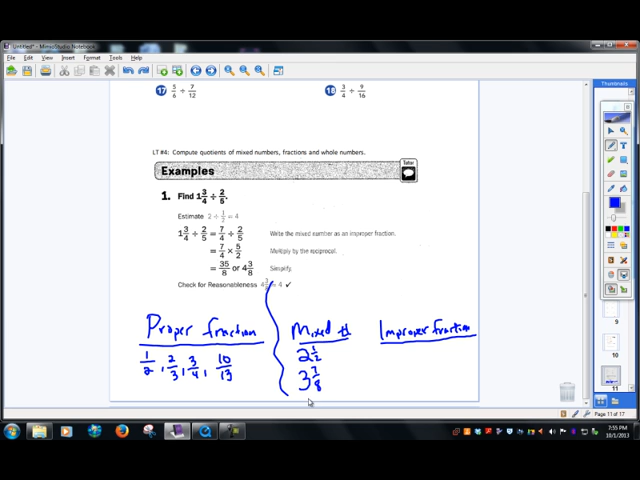 Untitled* - MimioStudio Notebook
File Edit View Insert Format Tools Help
Thumbnails
17 5/6 ÷ 7/12
18 3/4 ÷ 9/16
LT #4: Compute quotients of mixed numbers, fractions and whole numbers.
Examples
Tutor
1. Find 1 3/4 ÷ 2/5.
Estimate 2 ÷ 1/2 = 4
1 3/4 ÷ 2/5 = 7/4 ÷ 2/5 Write the mixed number as an improper fraction.
= 7/4 × 5/2 Multiply by the reciprocal.
= 35/8 or 4 3/8 Simplify.
Check for Reasonableness 4 3/8 ≈ 4 ✓
Proper fraction
Mixed #
Improper fraction
1/2, 2/3, 3/4, 10/13
2 1/2
3 7/8
9
10
11
Page 11 of 17
7:55 PM
10/1/2013